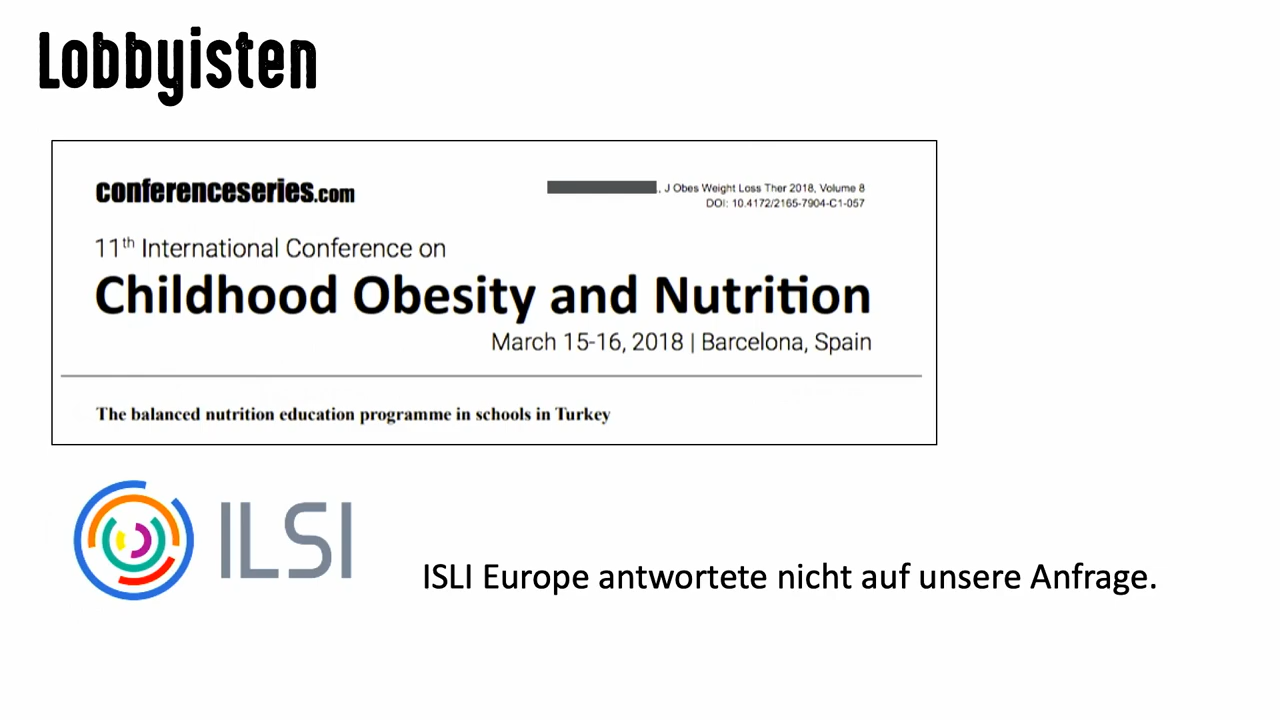 Lobbyisten
conferenceseries.com
, J Obes Weight Loss Ther 2018, Volume 8
DOI: 10.4172/2165-7904-C1-057
11th International Conference on
Childhood Obesity and Nutrition
March 15-16, 2018 | Barcelona, Spain
The balanced nutrition education programme in schools in Turkey
ILSI
ISLI Europe antwortete nicht auf unsere Anfrage.